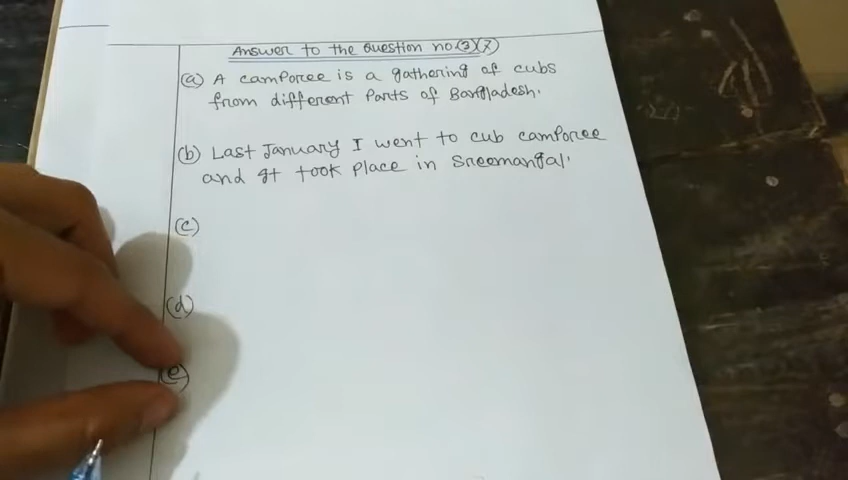 Answer to the Question no.(3)(7)
(a) A camporee is a gathering of cubs
from different Parts of Bangladesh.
(b) Last January I went to cub camporee
and It took place in Sreemangal.
(c)
(d)
(e)